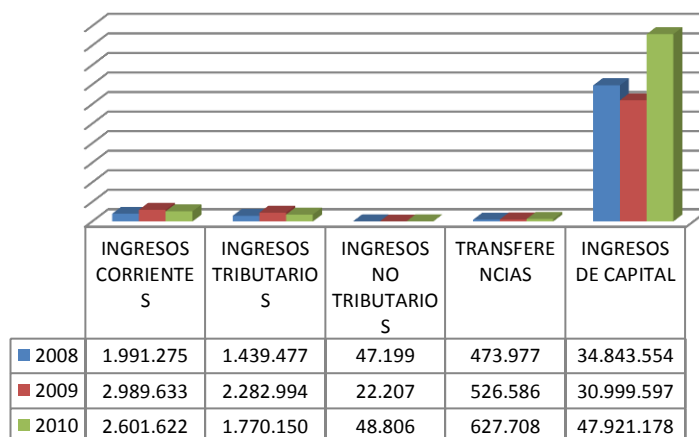 INGRESOS CORRIENTE S
INGRESOS TRIBUTARIO S
INGRESOS NO TRIBUTARIO S
TRANSFERE NCIAS
INGRESOS DE CAPITAL
2008 1.991.275 1.439.477 47.199 473.977 34.843.554
2009 2.989.633 2.282.994 22.207 526.586 30.999.597
2010 2.601.622 1.770.150 48.806 627.708 47.921.178